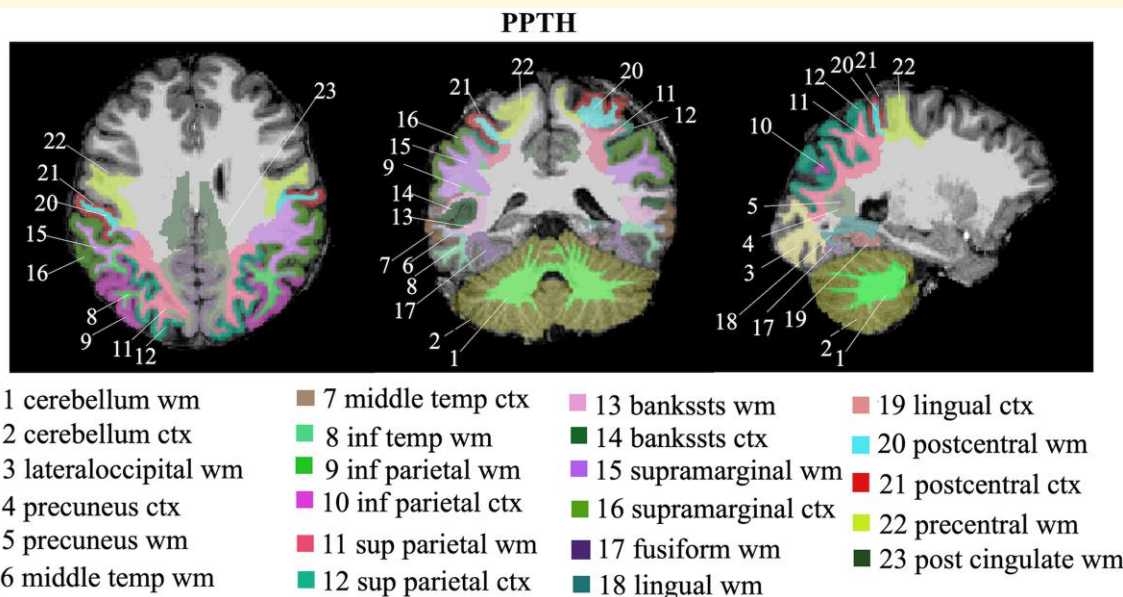 PPTH
22
21
20
15
16
8
9
11
12
23
21
22
20
11
12
16
15
9
14
13
7
6
8
17
8
2
1
20
21
22
12
11
10
5
4
3
18
17
19
2
1
1 cerebellum wm
2 cerebellum ctx
3 lateraloccipital wm
4 precuneus ctx
5 precuneus wm
6 middle temp wm
7 middle temp ctx
8 inf temp wm
9 inf parietal wm
10 inf parietal ctx
11 sup parietal wm
12 sup parietal ctx
13 bankssts wm
14 bankssts ctx
15 supramarginal wm
16 supramarginal ctx
17 fusiform wm
18 lingual wm
19 lingual ctx
20 postcentral wm
21 postcentral ctx
22 precentral wm
23 post cingulate wm